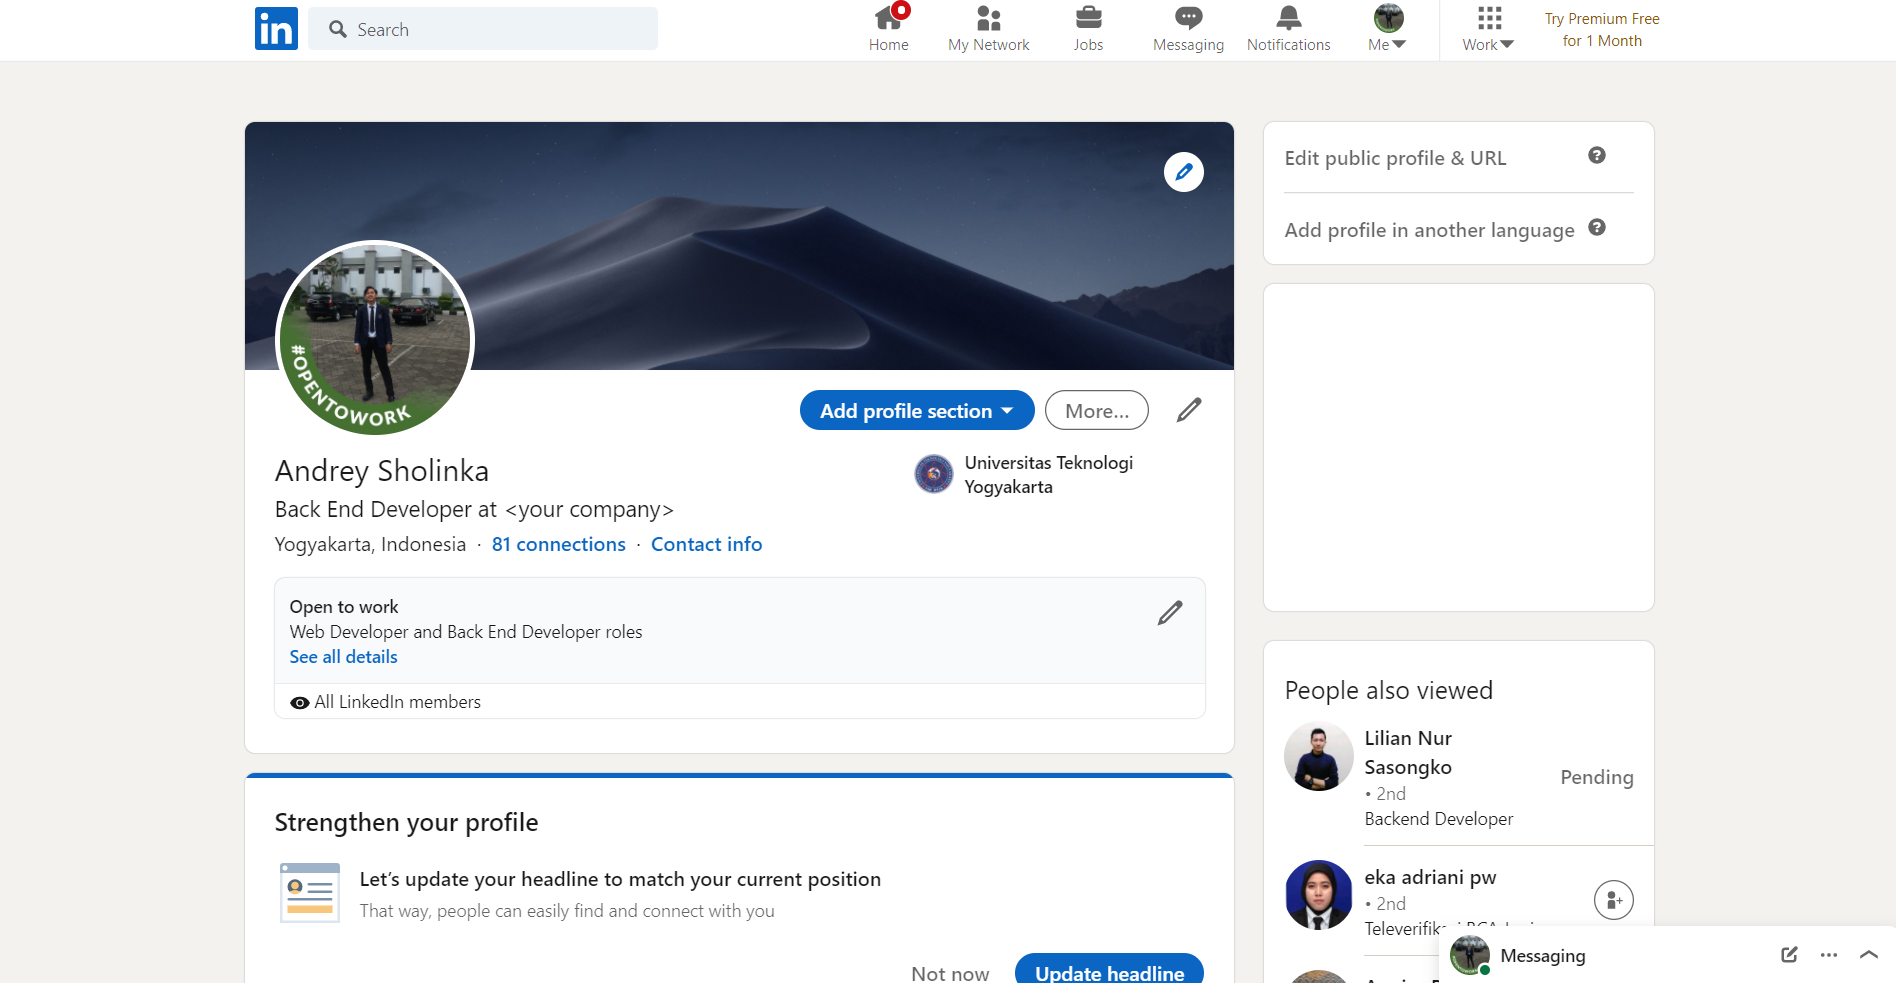 in
Search
Home
My Network
Jobs
Messaging
Notifications
Me
Work
Try Premium Free
for 1 Month
#OPENTOWORK
Add profile section
More...
Andrey Sholinka
Back End Developer at <your company>
Yogyakarta, Indonesia · 81 connections · Contact info
Universitas Teknologi
Yogyakarta
Open to work
Web Developer and Back End Developer roles
See all details
All LinkedIn members
Strengthen your profile
Let's update your headline to match your current position
That way, people can easily find and connect with you
Not now
Update headline
Edit public profile & URL
Add profile in another language
People also viewed
Lilian Nur
Sasongko
• 2nd
Backend Developer
Pending
eka adriani pw
• 2nd
Messaging